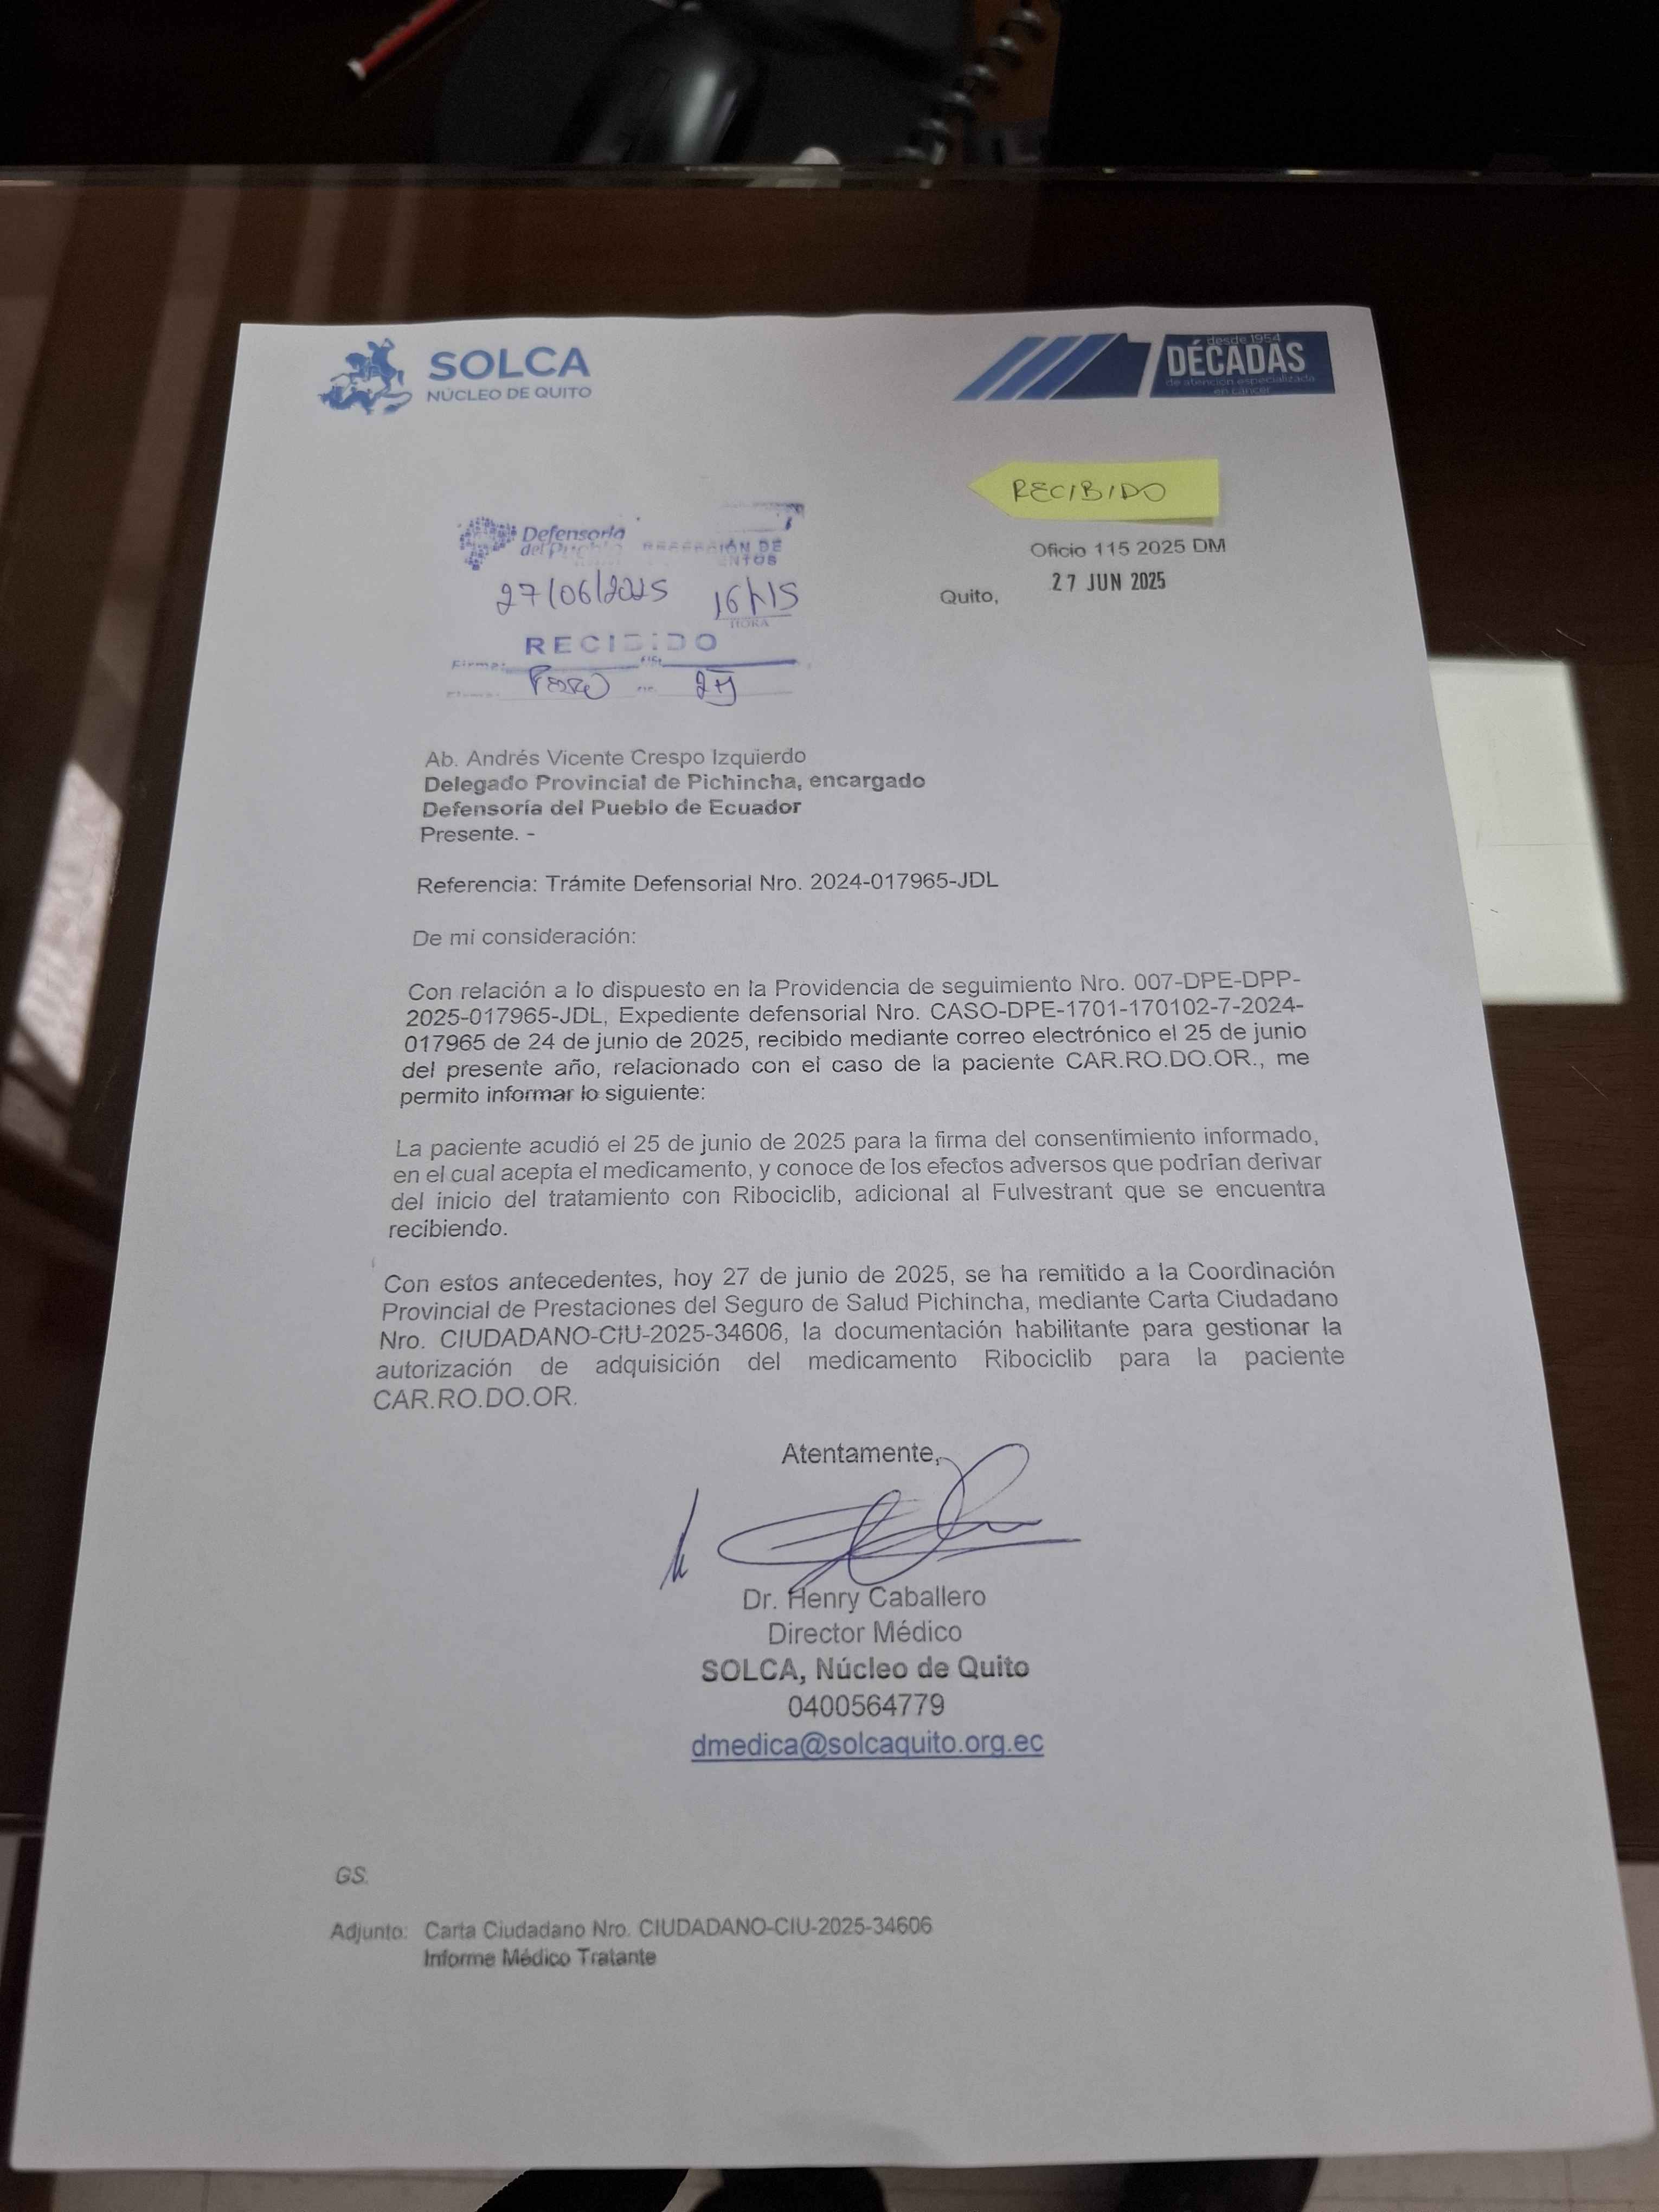 SOLCA
NÚCLEO DE QUITO
desde 1954
DÉCADAS
de atención especializada
en cáncer
RECIBIDO
Defensoría
del Pueblo RECEPCIÓN DE
27/06/2025 16h15
HORA
RECIBIDO
Firma:
Oficio 115 2025 DM
Quito, 27 JUN 2025
Ab. Andrés Vicente Crespo Izquierdo
Delegado Provincial de Pichincha, encargado
Defensoría del Pueblo de Ecuador
Presente. -
Referencia: Trámite Defensorial Nro. 2024-017965-JDL
De mi consideración:
Con relación a lo dispuesto en la Providencia de seguimiento Nro. 007-DPE-DPP-
2025-017965-JDL, Expediente defensorial Nro. CASO-DPE-1701-170102-7-2024-
017965 de 24 de junio de 2025, recibido mediante correo electrónico el 25 de junio
del presente año, relacionado con el caso de la paciente CAR.RO.DO.OR., me
permito informar lo siguiente:
La paciente acudió el 25 de junio de 2025 para la firma del consentimiento informado,
en el cual acepta el medicamento, y conoce de los efectos adversos que podrían derivar
del inicio del tratamiento con Ribociclib, adicional al Fulvestrant que se encuentra
recibiendo.
Con estos antecedentes, hoy 27 de junio de 2025, se ha remitido a la Coordinación
Provincial de Prestaciones del Seguro de Salud Pichincha, mediante Carta Ciudadano
Nro. CIUDADANO-CIU-2025-34606, la documentación habilitante para gestionar la
autorización de adquisición del medicamento Ribociclib para la paciente
CAR.RO.DO.OR.
Atentamente,
Dr. Henry Caballero
Director Médico
SOLCA, Núcleo de Quito
0400564779
dmedica@solcaquito.org.ec
GS.
Adjunto: Carta Ciudadano Nro. CIUDADANO-CIU-2025-34606
Informe Médico Tratante